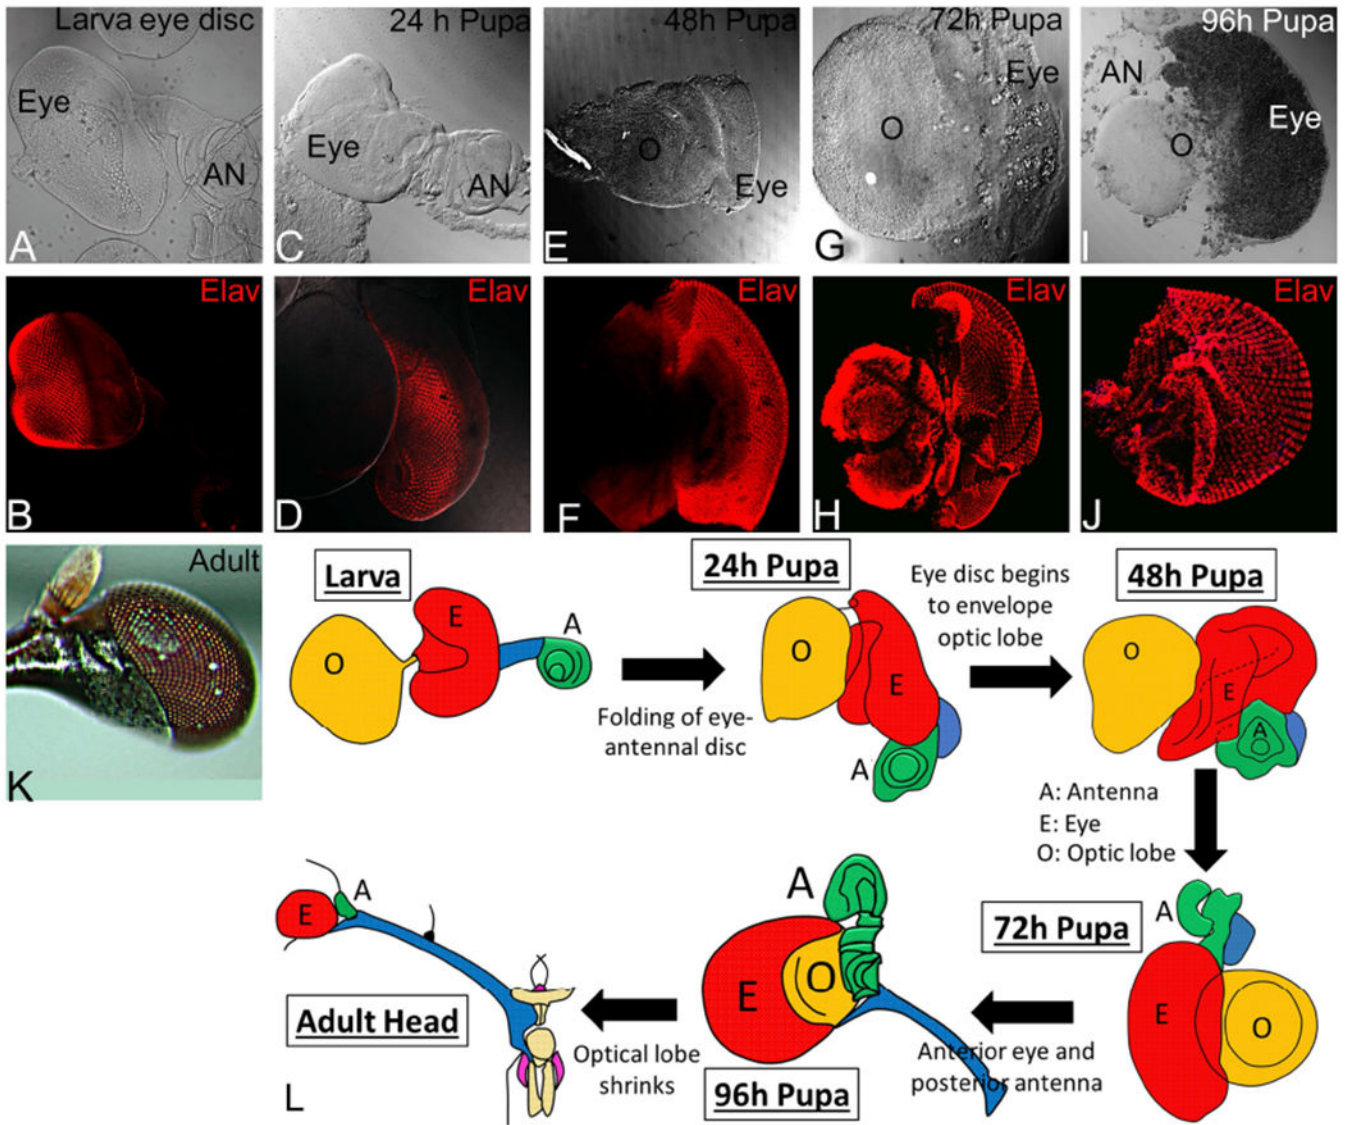 Larva eye disc
Eye
AN
A
24 h Pupa
Eye
AN
C
48h Pupa
O
Eye
E
72h Pupa
Eye
O
G
96h Pupa
AN
Eye
O
I
Elav
B
Elav
D
Elav
F
Elav
H
Elav
J
Adult
K
Larva
O
E
A
Folding of eye-
antennal disc
24h Pupa
O
E
A
Eye disc begins
to envelope
optic lobe
48h Pupa
O
E
A
A: Antenna
E: Eye
O: Optic lobe
72h Pupa
A
E
O
Anterior eye and
posterior antenna
96h Pupa
A
E
O
Optical lobe
shrinks
Adult Head
E
A
L